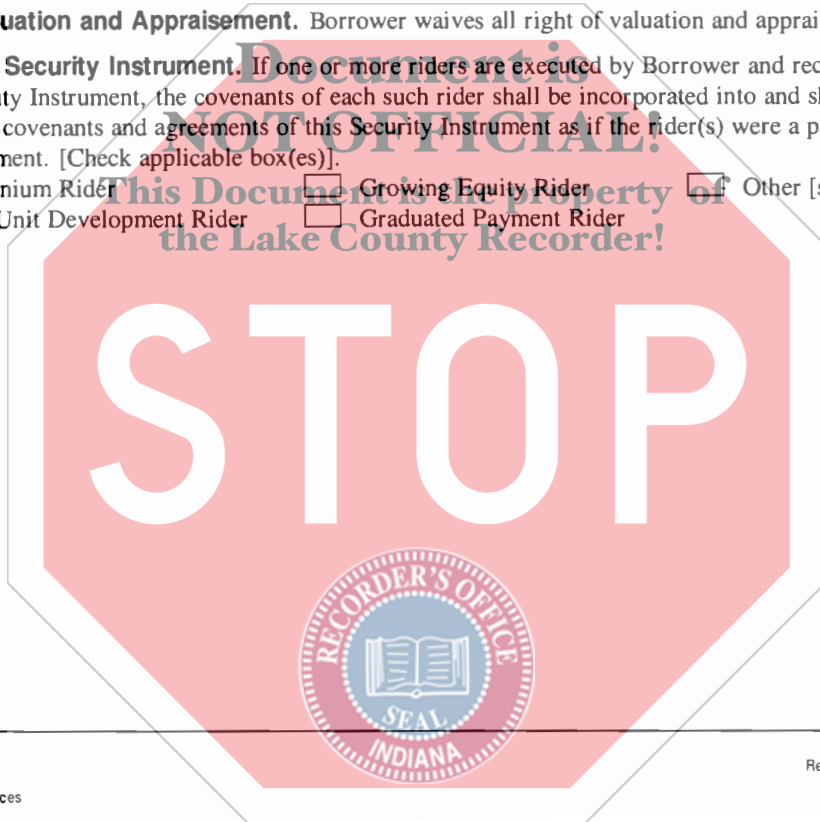 uation and Appraisement. Borrower waives all right of valuation and apprai
Document is
Security Instrument. If one or more riders are executed by Borrower and rec
ty Instrument, the covenants of each such rider shall be incorporated into and sh
NOT OFFICIAL!
covenants and agreements of this Security Instrument as if the rider(s) were a pa
ment. [Check applicable box(es)].
nium Rider Growing Equity Rider Other [s
This Document is the property of
Unit Development Rider Graduated Payment Rider
the Lake County Recorder!
STOP
RECORDER'S OFFICE
SEAL
INDIANA
Re
ces